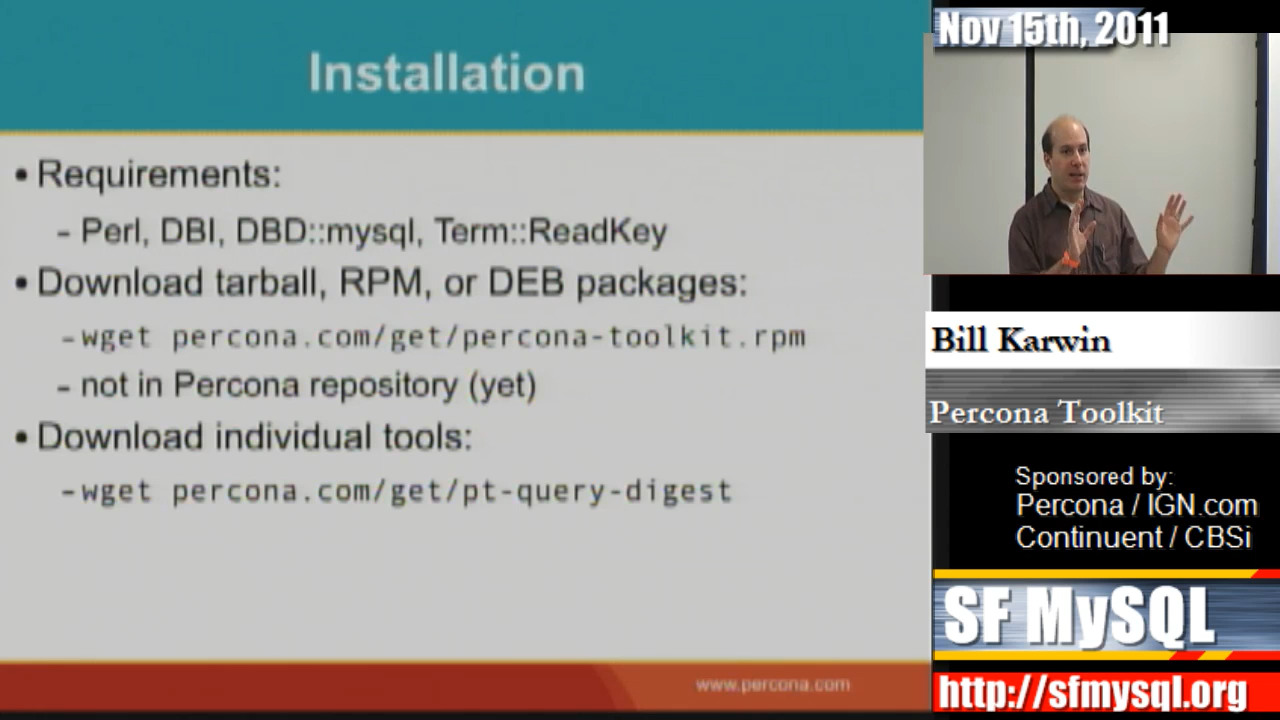 Installation
• Requirements:
– Perl, DBI, DBD::mysql, Term::ReadKey
• Download tarball, RPM, or DEB packages:
–wget percona.com/get/percona-toolkit.rpm
– not in Percona repository (yet)
• Download individual tools:
–wget percona.com/get/pt-query-digest
www.percona.com
Nov 15th, 2011
Bill Karwin
Percona Toolkit
Sponsored by:
Percona / IGN.com
Continuent / CBSi
SF MySQL
http://sfmysql.org